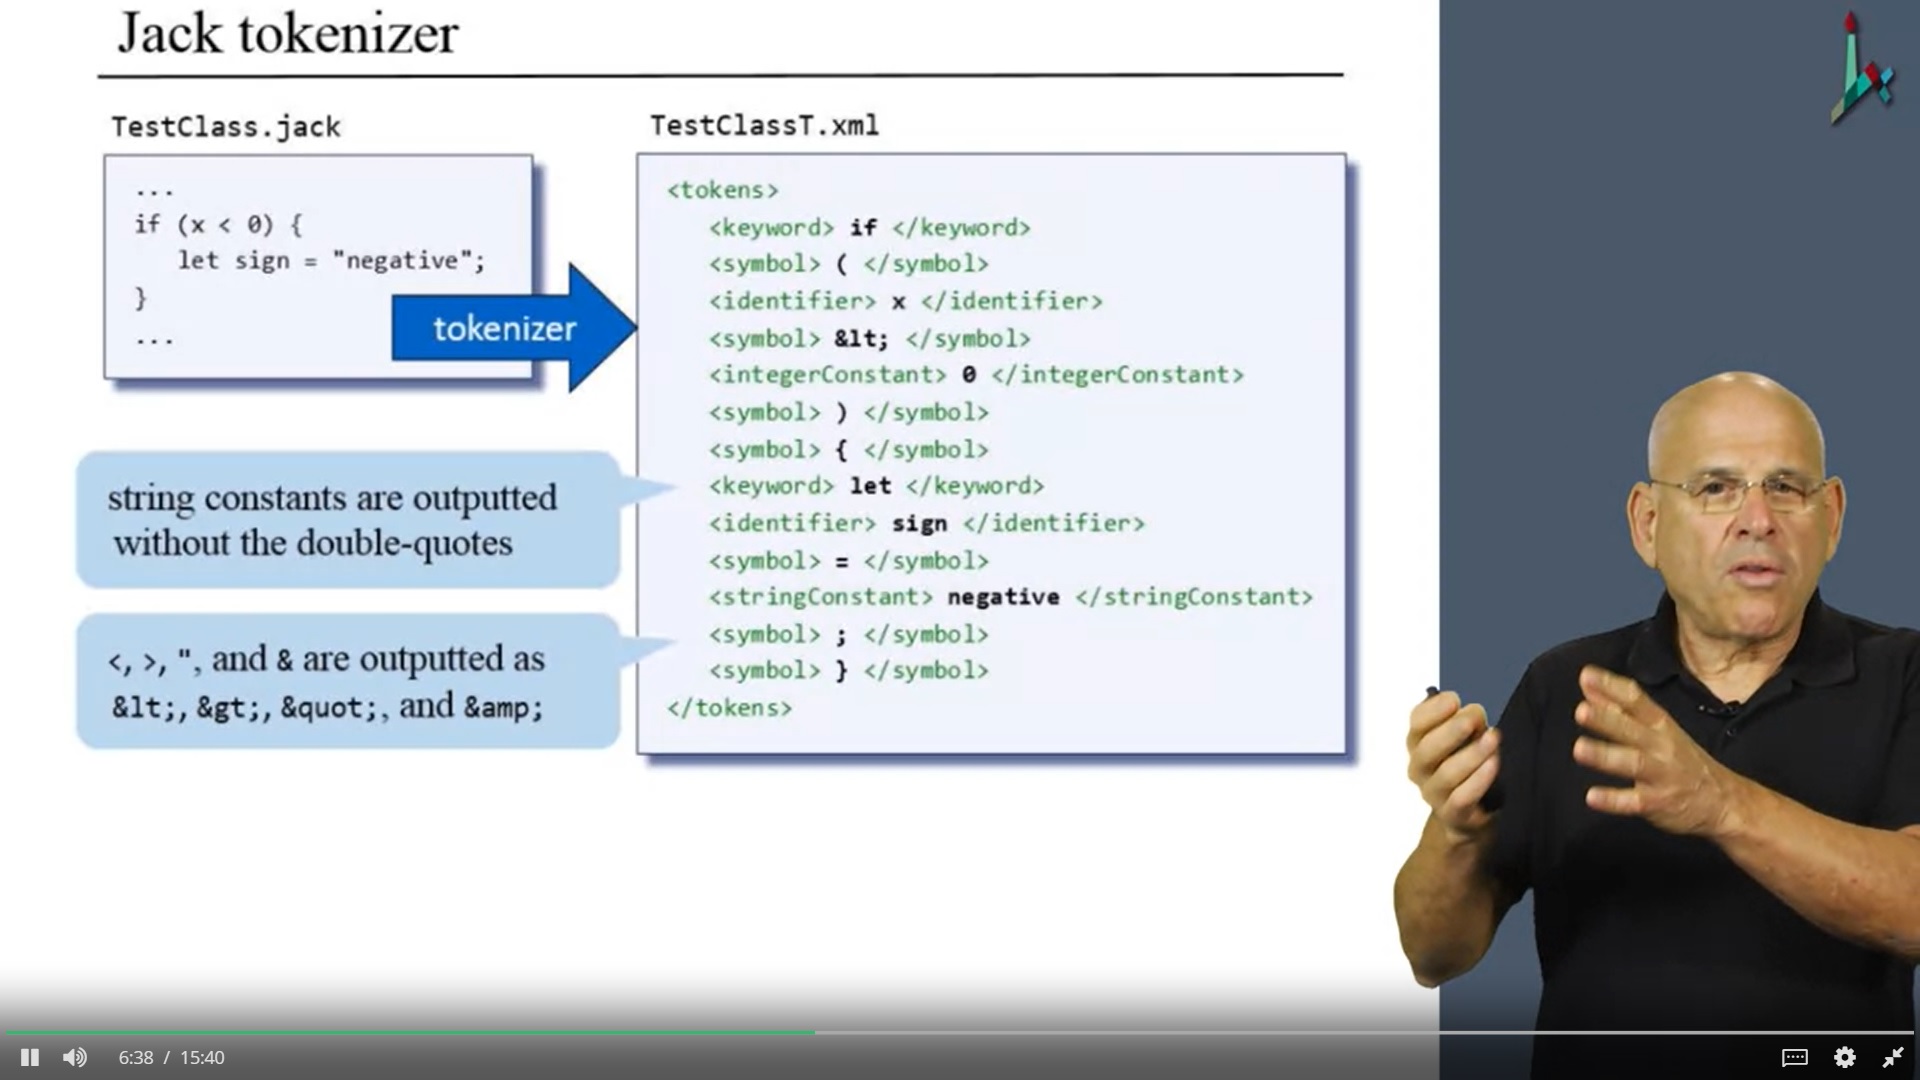 Jack tokenizer
TestClass.jack
...
if (x < 0) {
let sign = "negative";
}
...
tokenizer
string constants are outputted
without the double-quotes
<, >, ", and & are outputted as
&lt;, &gt;, &quot;, and &amp;
TestClassT.xml
<tokens>
<keyword> if </keyword>
<symbol> ( </symbol>
<identifier> x </identifier>
<symbol> &lt; </symbol>
<integerConstant> 0 </integerConstant>
<symbol> ) </symbol>
<symbol> { </symbol>
<keyword> let </keyword>
<identifier> sign </identifier>
<symbol> = </symbol>
<stringConstant> negative </stringConstant>
<symbol> ; </symbol>
<symbol> } </symbol>
</tokens>
6:38 / 15:40